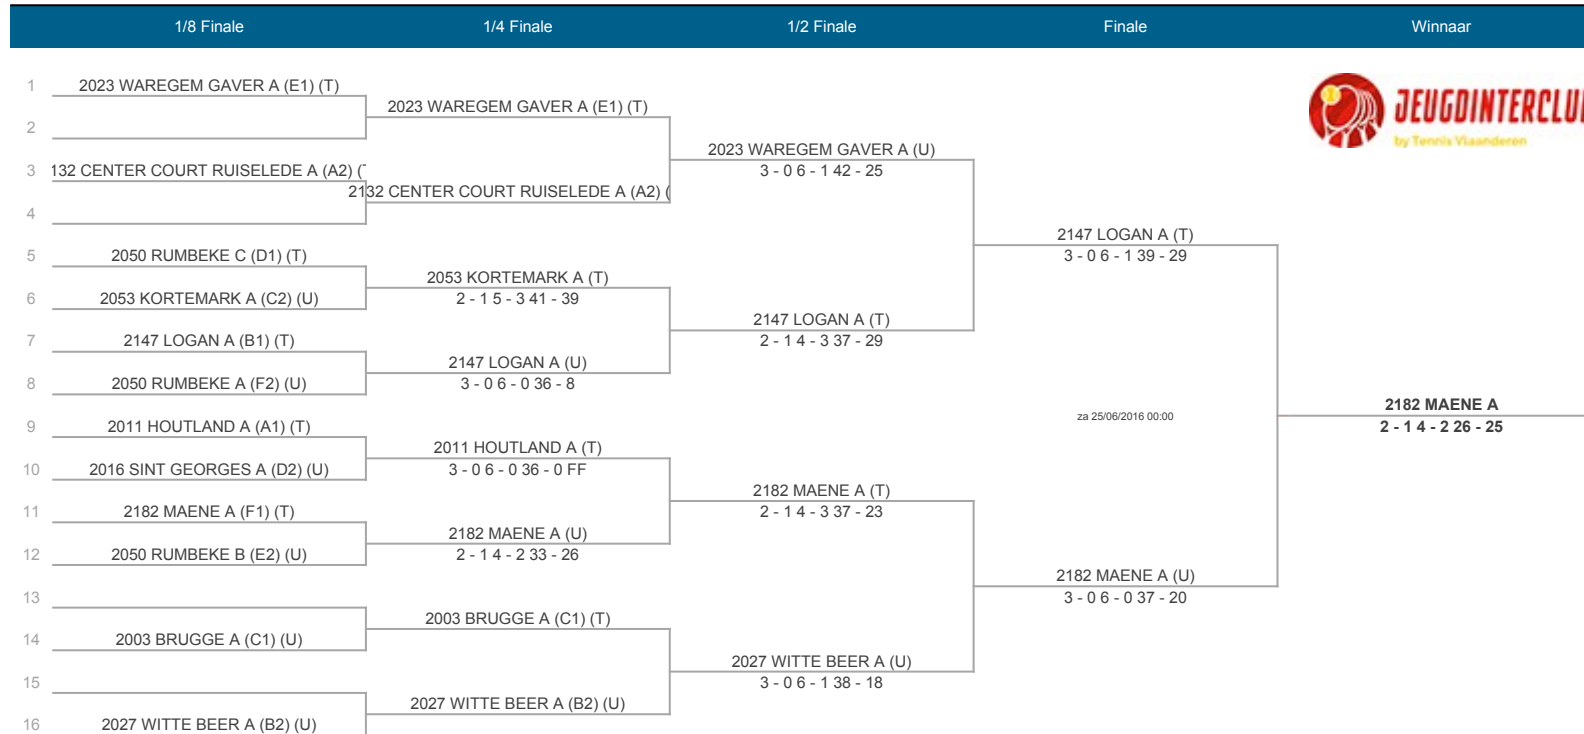 1/8 Finale 1/4 Finale 1/2 Finale Finale Winnaar
1 2023 WAREGEM GAVER A (E1) (T)
2023 WAREGEM GAVER A (E1) (T)
JEUGDINTERCLU
by Tennis Vlaanderen
2
2023 WAREGEM GAVER A (U)
3 - 0 6 - 1 42 - 25
3 132 CENTER COURT RUISELEDE A (A2) (
2132 CENTER COURT RUISELEDE A (A2) (
4
2147 LOGAN A (T)
3 - 0 6 - 1 39 - 29
5 2050 RUMBEKE C (D1) (T)
2053 KORTEMARK A (T)
2 - 1 5 - 3 41 - 39
6 2053 KORTEMARK A (C2) (U)
2147 LOGAN A (T)
2 - 1 4 - 3 37 - 29
7 2147 LOGAN A (B1) (T)
2147 LOGAN A (U)
3 - 0 6 - 0 36 - 8
8 2050 RUMBEKE A (F2) (U)
za 25/06/2016 00:00
2182 MAENE A
2 - 1 4 - 2 26 - 25
9 2011 HOUTLAND A (A1) (T)
2011 HOUTLAND A (T)
3 - 0 6 - 0 36 - 0 FF
10 2016 SINT GEORGES A (D2) (U)
2182 MAENE A (T)
2 - 1 4 - 3 37 - 23
11 2182 MAENE A (F1) (T)
2182 MAENE A (U)
2 - 1 4 - 2 33 - 26
12 2050 RUMBEKE B (E2) (U)
2182 MAENE A (U)
3 - 0 6 - 0 37 - 20
13
2003 BRUGGE A (C1) (T)
14 2003 BRUGGE A (C1) (U)
2027 WITTE BEER A (U)
3 - 0 6 - 1 38 - 18
15
2027 WITTE BEER A (B2) (U)
16 2027 WITTE BEER A (B2) (U)